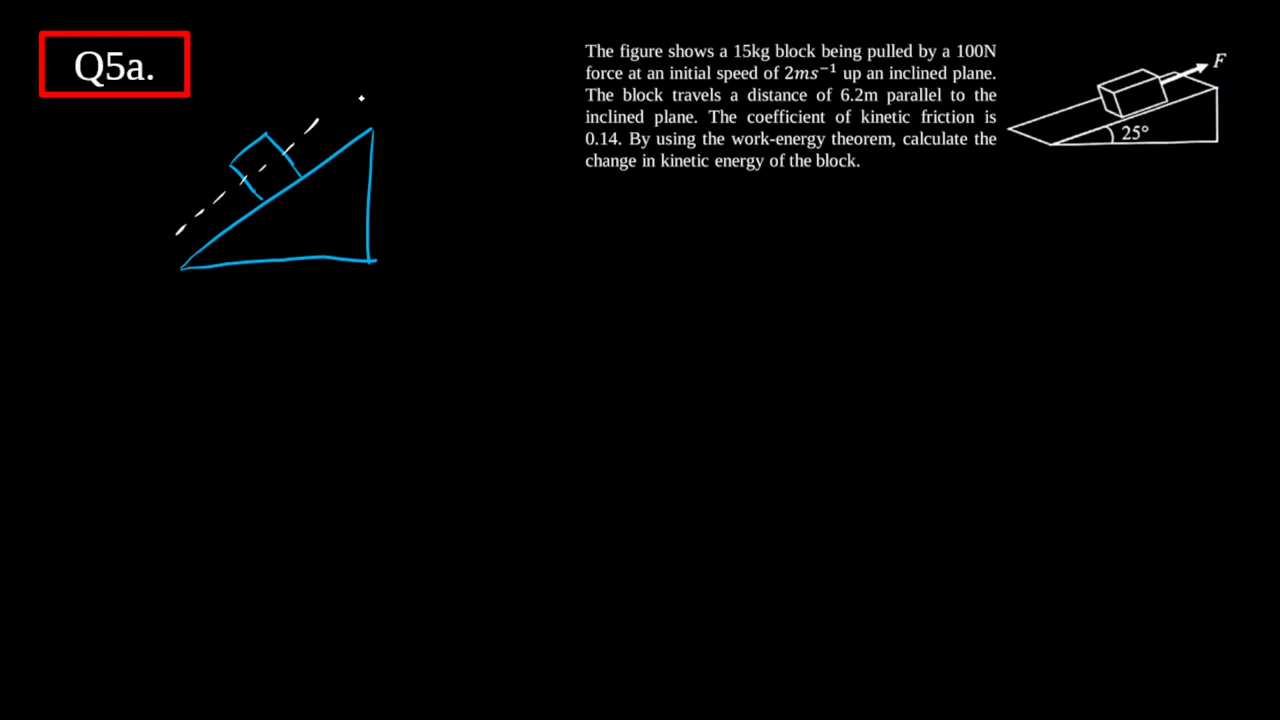 Q5a.
The figure shows a 15kg block being pulled by a 100N
force at an initial speed of 2ms⁻¹ up an inclined plane.
The block travels a distance of 6.2m parallel to the
inclined plane. The coefficient of kinetic friction is
0.14. By using the work-energy theorem, calculate the
change in kinetic energy of the block.
F
25°